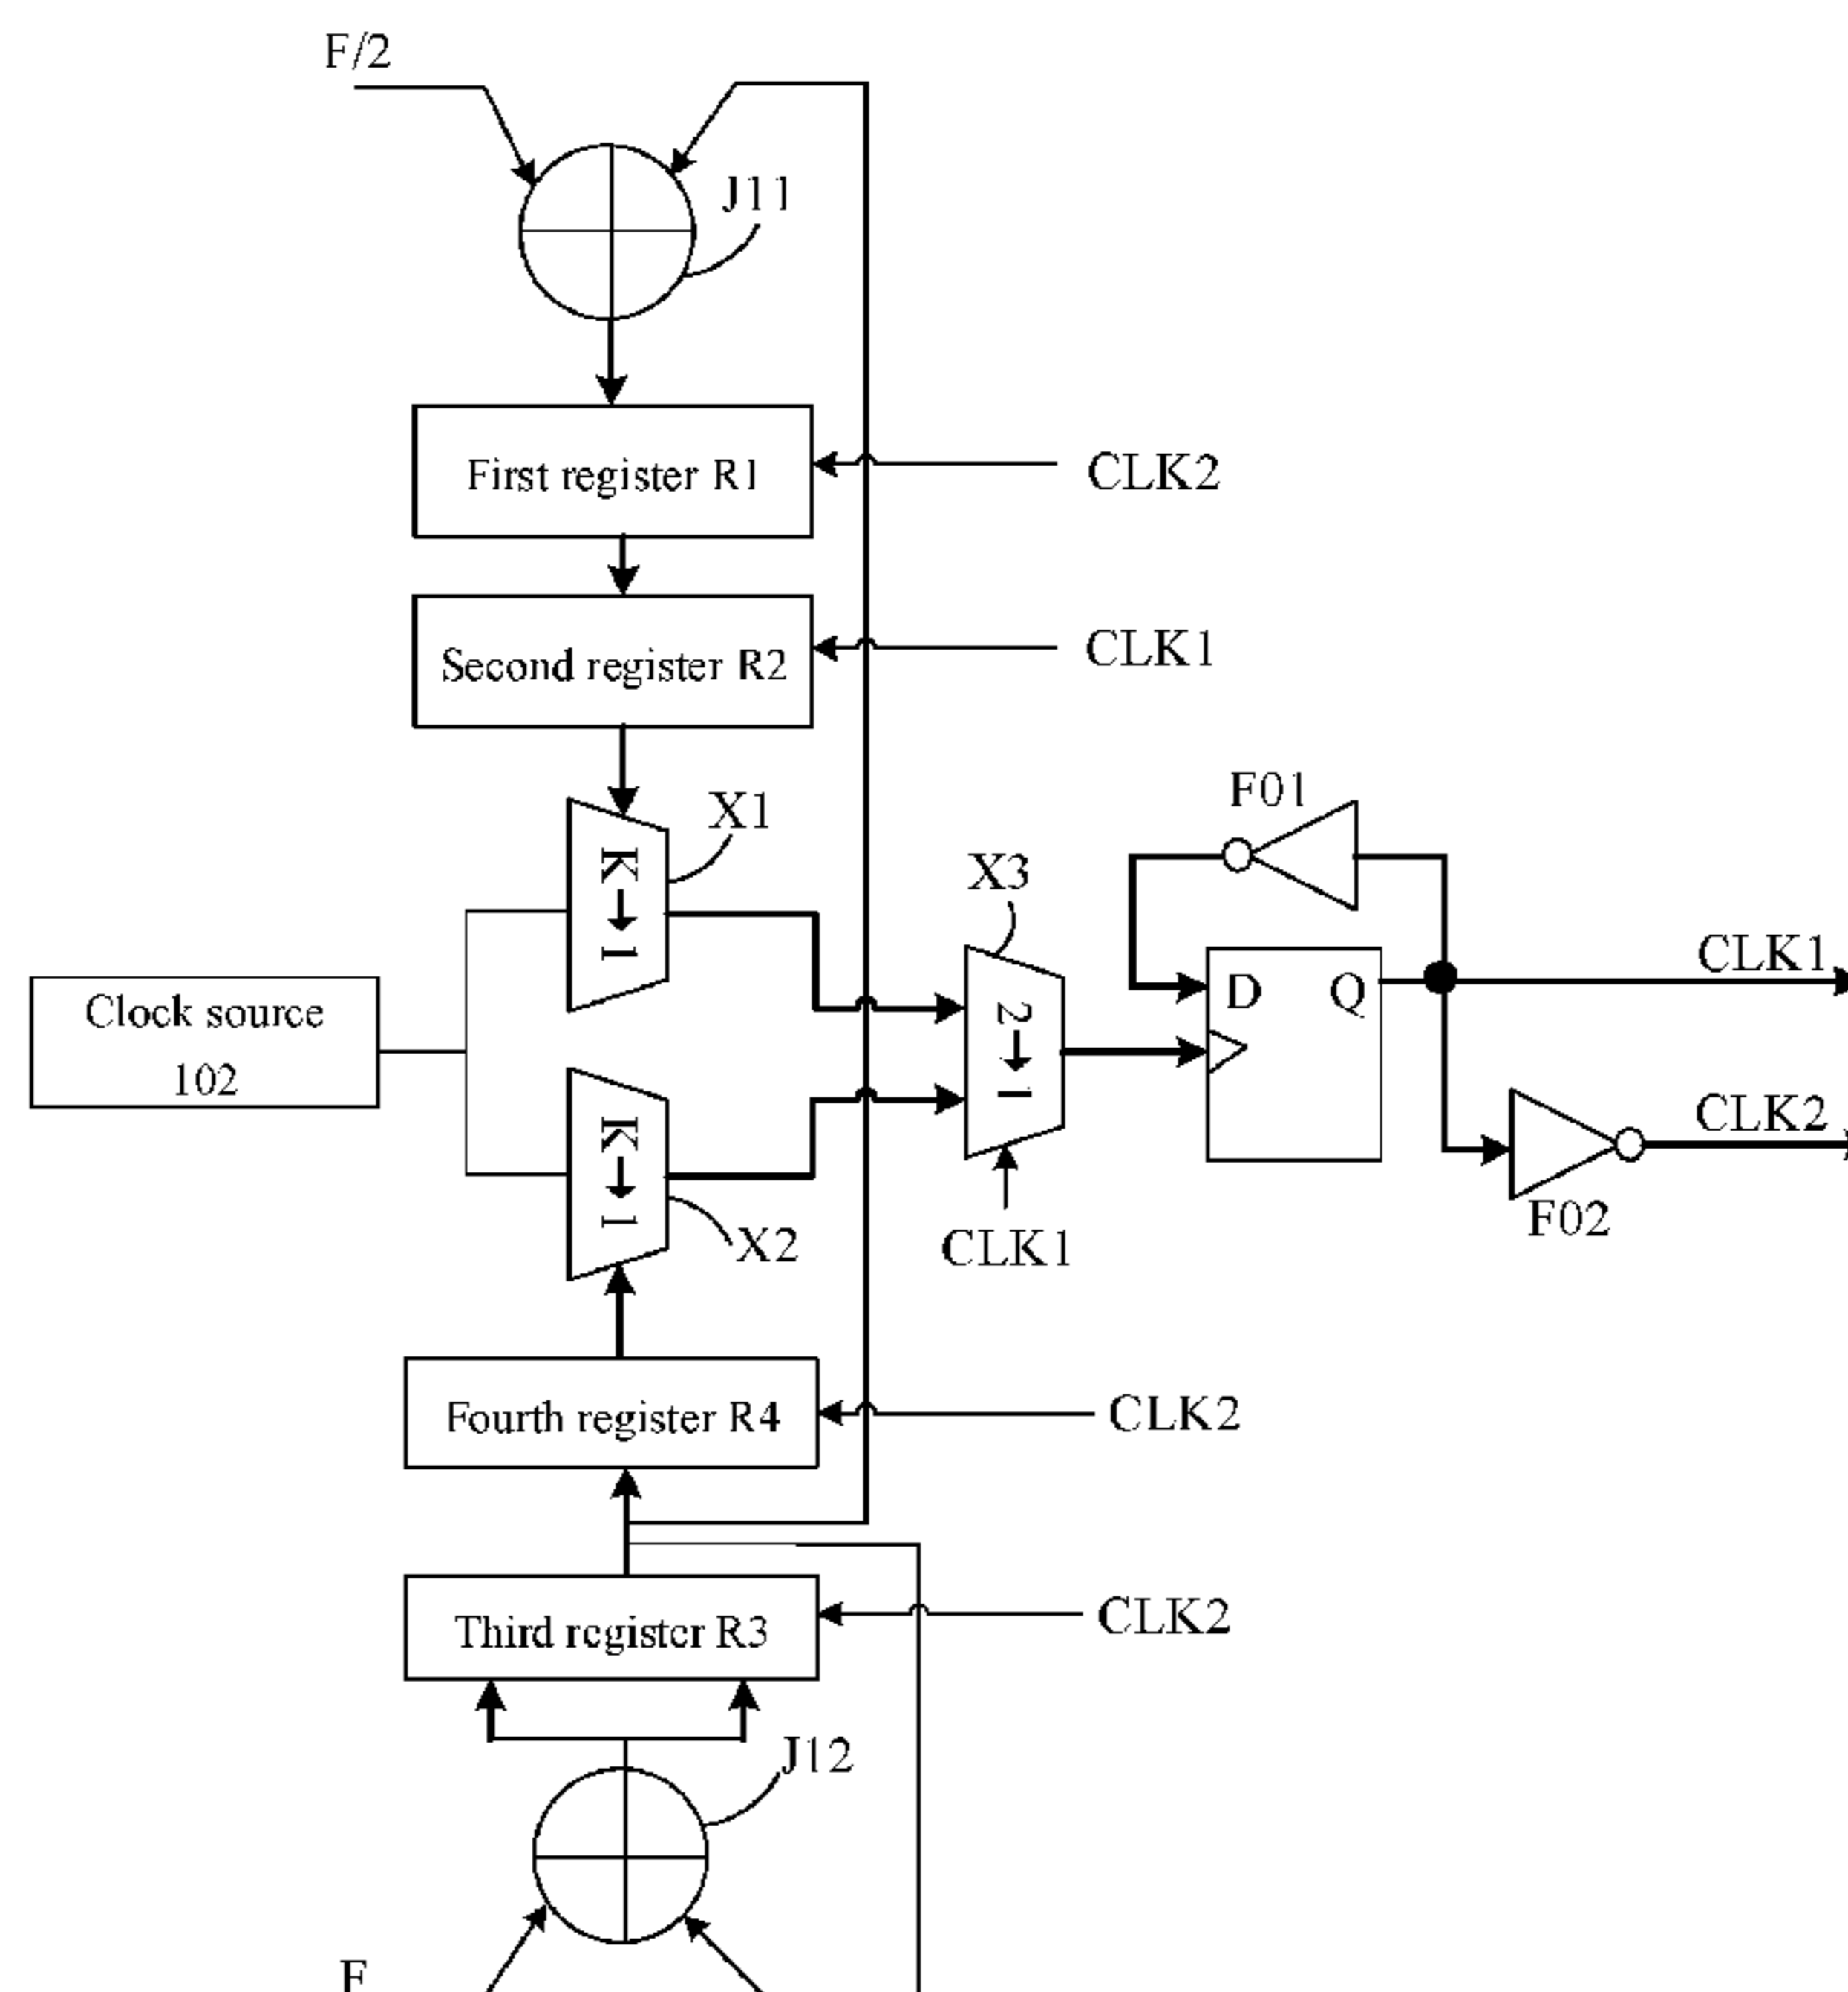 F/2
J11
First register R1
CLK2
Second register R2
CLK1
X1
K→1
F01
X3
2→1
D
Q
CLK1
Clock source
102
K→1
X2
CLK1
CLK2
F02
Fourth register R4
CLK2
Third register R3
CLK2
J12
F